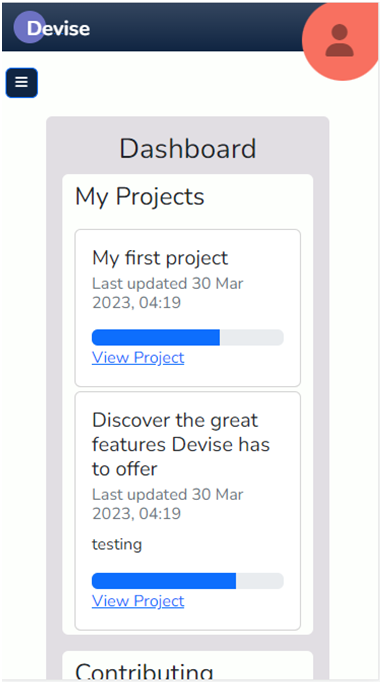 Devise
Dashboard
My Projects
My first project
Last updated 30 Mar
2023, 04:19
View Project
Discover the great
features Devise has
to offer
Last updated 30 Mar
2023, 04:19
testing
View Project
Contributing